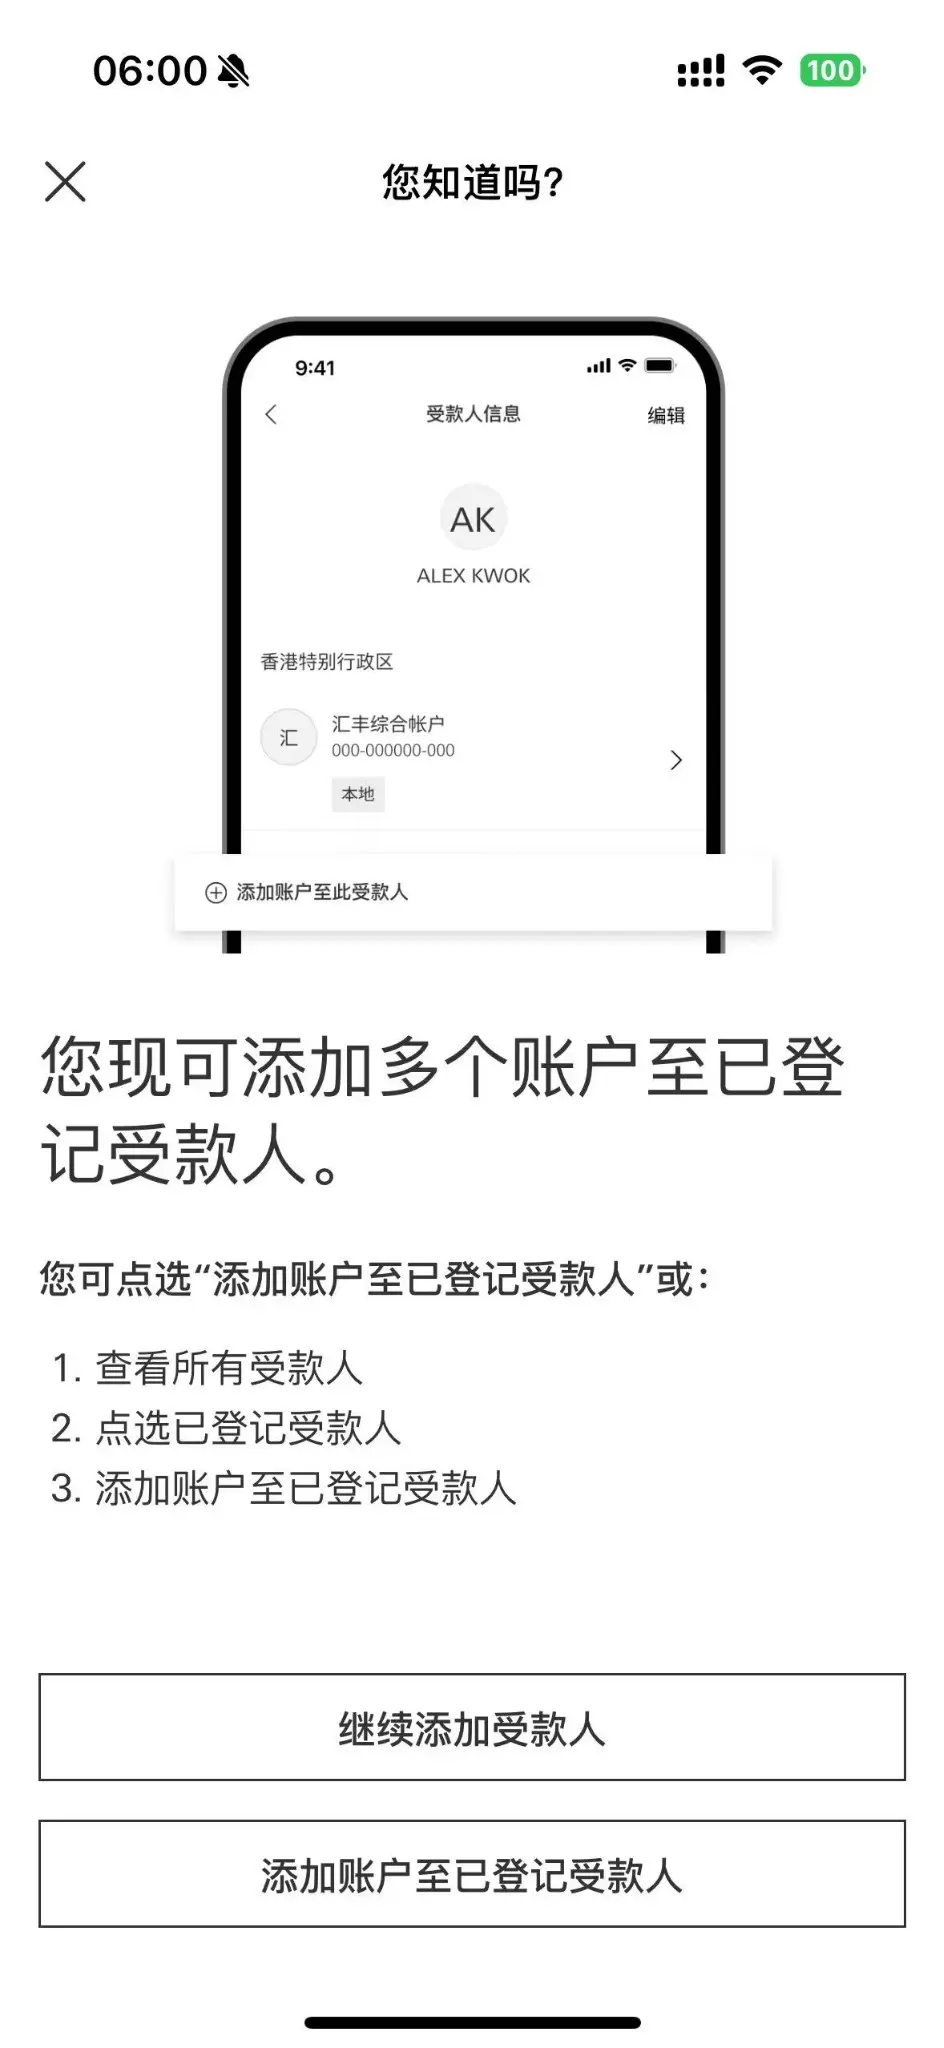 06:00
100
您知道吗?
9:41
受款人信息
编辑
AK
ALEX KWOK
香港特别行政区
汇
汇丰综合帐户
000-000000-000
本地
添加账户至此受款人
您现可添加多个账户至已登
记受款人。
您可点选“添加账户至已登记受款人”或：
1. 查看所有受款人
2. 点选已登记受款人
3. 添加账户至已登记受款人
继续添加受款人
添加账户至已登记受款人